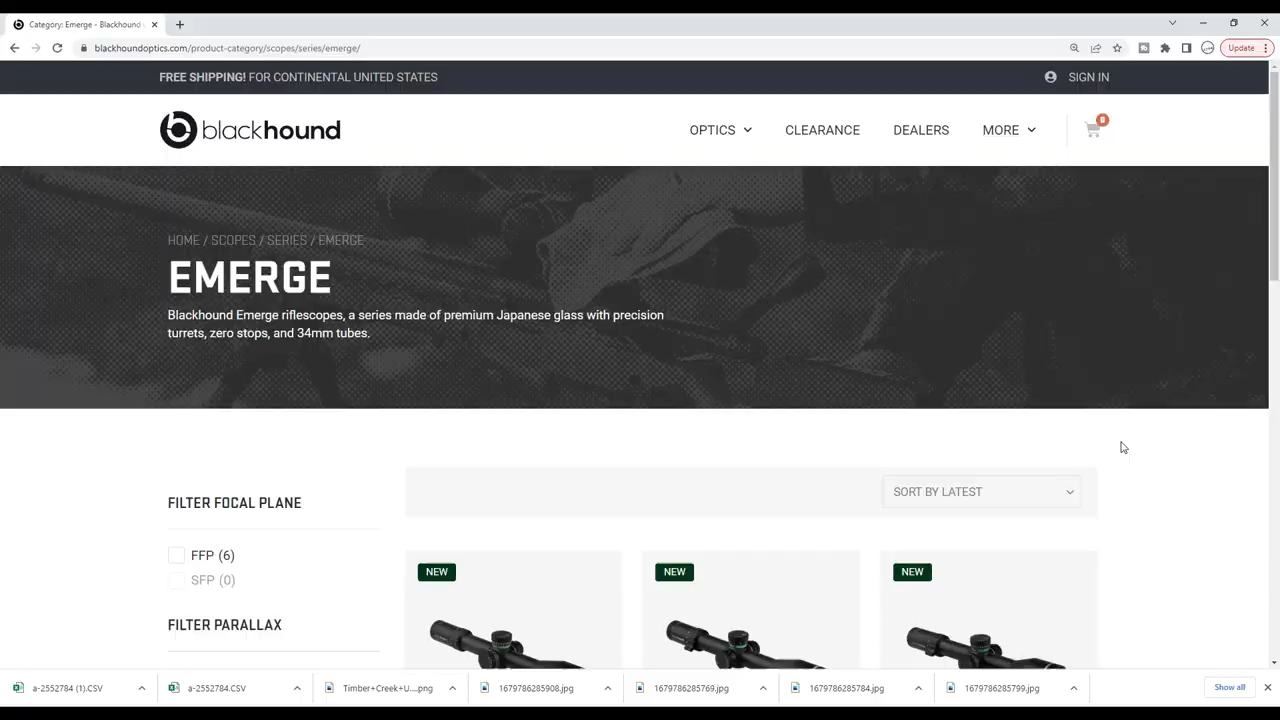 Category: Emerge - Blackhound
blackhoundoptics.com/product-category/scopes/series/emerge/
Update
FREE SHIPPING! FOR CONTINENTAL UNITED STATES
SIGN IN
blackhound
OPTICS
CLEARANCE
DEALERS
MORE
HOME / SCOPES / SERIES / EMERGE
EMERGE
Blackhound Emerge riflescopes, a series made of premium Japanese glass with precision
turrets, zero stops, and 34mm tubes.
SORT BY LATEST
FILTER FOCAL PLANE
FFP (6)
SFP (0)
FILTER PARALLAX
NEW
NEW
NEW
a-2552784 (1).CSV
a-2552784.CSV
Timber+Creek+U....png
1679786285908.jpg
1679786285769.jpg
1679786285784.jpg
1679786285799.jpg
Show all